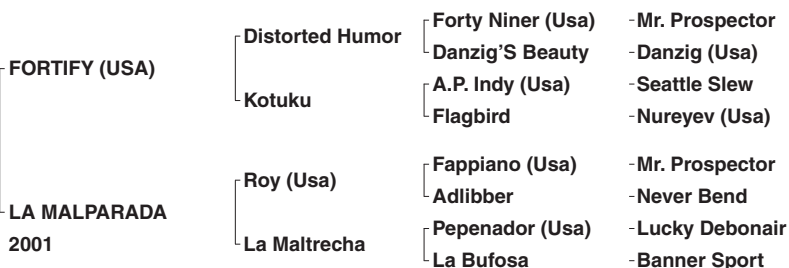 FORTIFY (USA)
LA MALPARADA
2001
Distorted Humor
Kotuku
Roy (Usa)
La Maltrecha
Forty Niner (Usa)
Danzig'S Beauty
A.P. Indy (Usa)
Flagbird
Fappiano (Usa)
Adlibber
Pepenador (Usa)
La Bufosa
-Mr. Prospector
-Danzig (Usa)
-Seattle Slew
-Nureyev (Usa)
-Mr. Prospector
-Never Bend
-Lucky Debonair
-Banner Sport